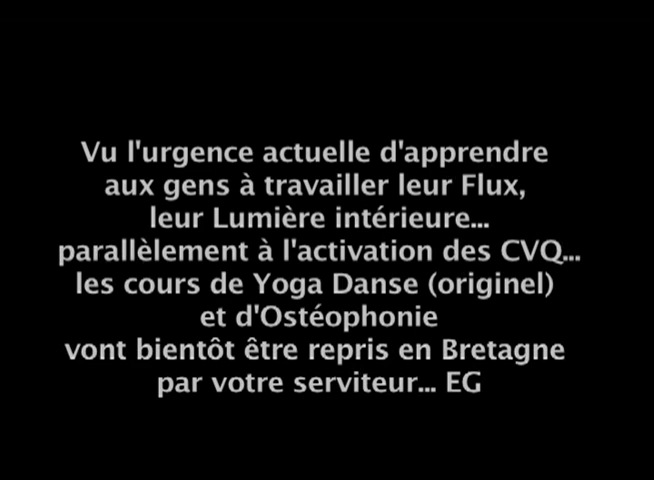 Vu l'urgence actuelle d'apprendre
aux gens à travailler leur Flux,
leur Lumière intérieure...
parallèlement à l'activation des CVQ...
les cours de Yoga Danse (originel)
et d'Ostéophonie
vont bientôt être repris en Bretagne
par votre serviteur... EG